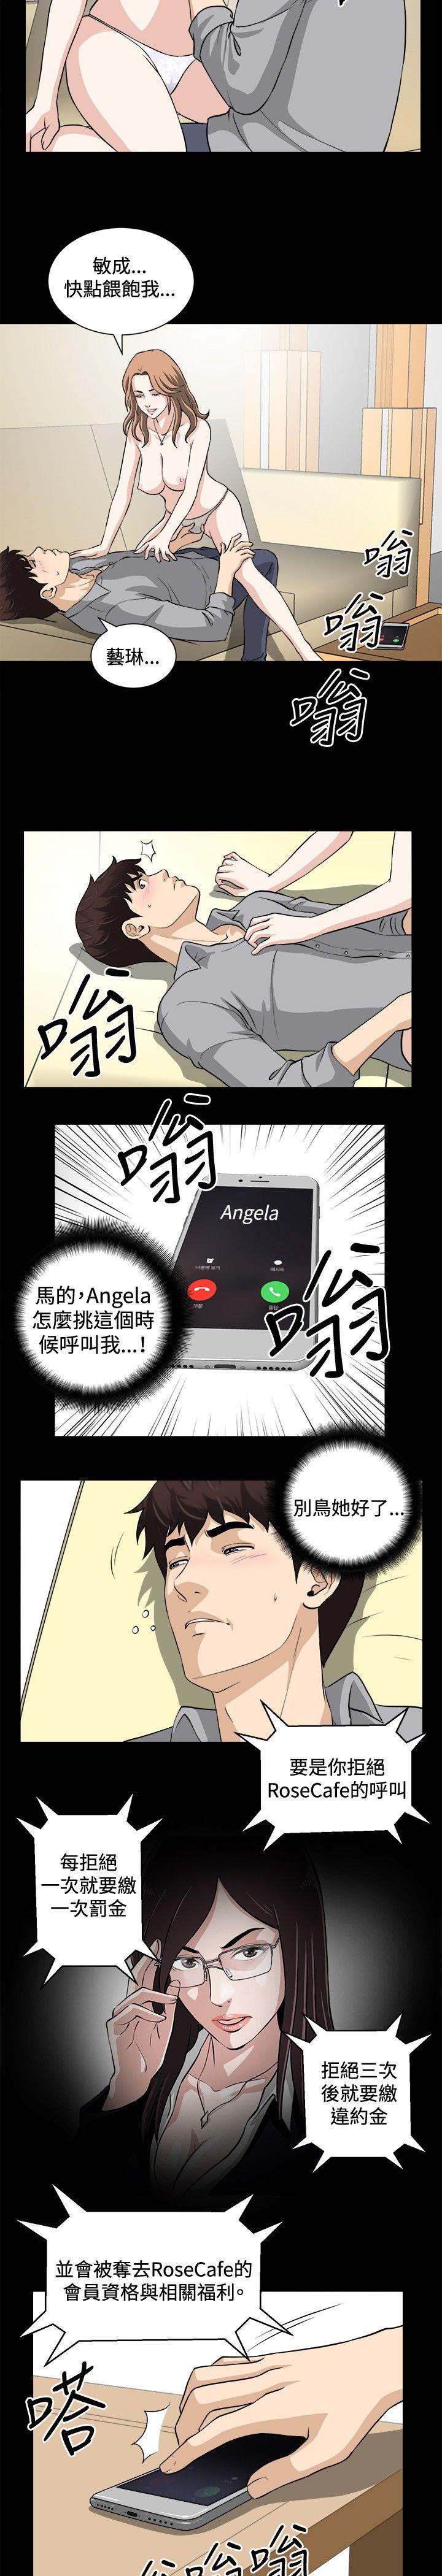 敏成...
快點餵飽我...
嗡
嗡
嗡
藝琳...
嗡
嗡
Angela
嗡
馬的,Angela
怎麼挑這個時
候呼叫我...!
別鳥她好了...
要是你拒絕
RoseCafe的呼叫
每拒絕
一次就要繳
一次罰金
拒絕三次
後就要繳
違約金
並會被奪去RoseCafe的
會員資格與相關福利。
嗒
嗡
嗡